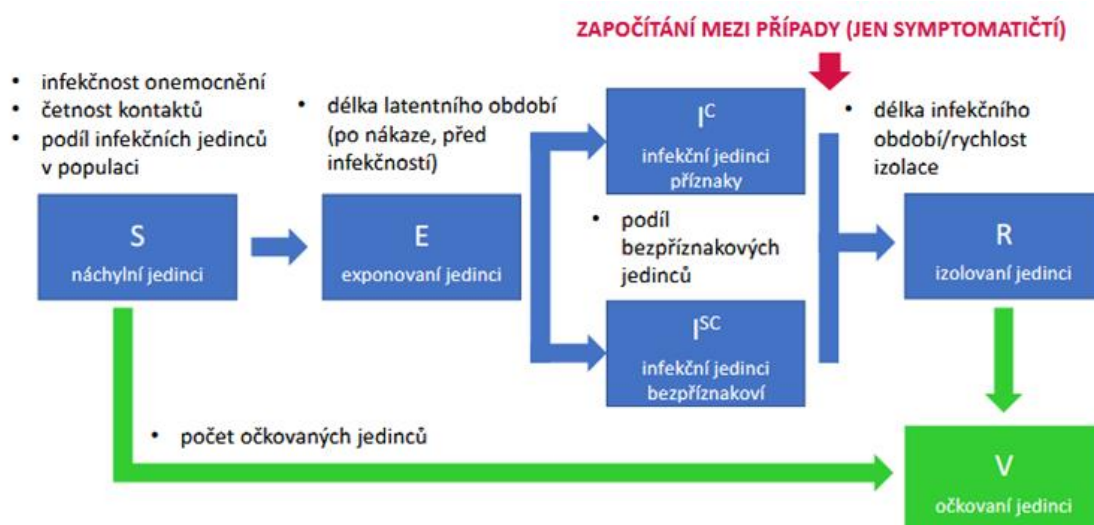 ZAPOČÍTÁNÍ MEZI PŘÍPADY (JEN SYMPTOMATIČTÍ)
• infekčnost onemocnění
• četnost kontaktů
• podíl infekčních jedinců
v populaci
• délka latentního období
(po nákaze, před
infekčností)
I^C
infekční jedinci
příznaky
• délka infekčního
období/rychlost
izolace
S
náchylní jedinci
E
exponovaní jedinci
• podíl
bezpříznakových
jedinců
R
izolovaní jedinci
I^SC
infekční jedinci
bezpříznakoví
• počet očkovaných jedinců
V
očkovaní jedinci